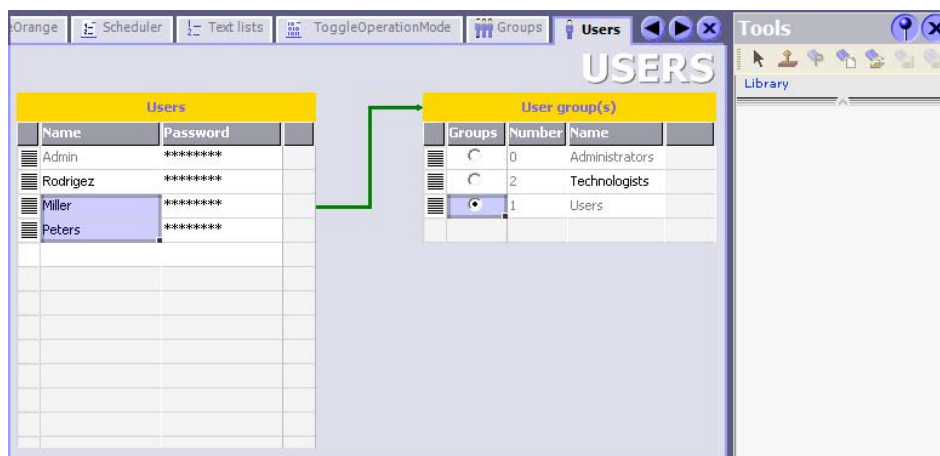 eOrange Scheduler Text lists ToggleOperationMode Groups Users Tools
USERS
Library
Users User group(s)
Name Password Groups Number Name
Admin ******** 0 Administrators
Rodrigez ******** 2 Technologists
Miller ******** 1 Users
Peters ********